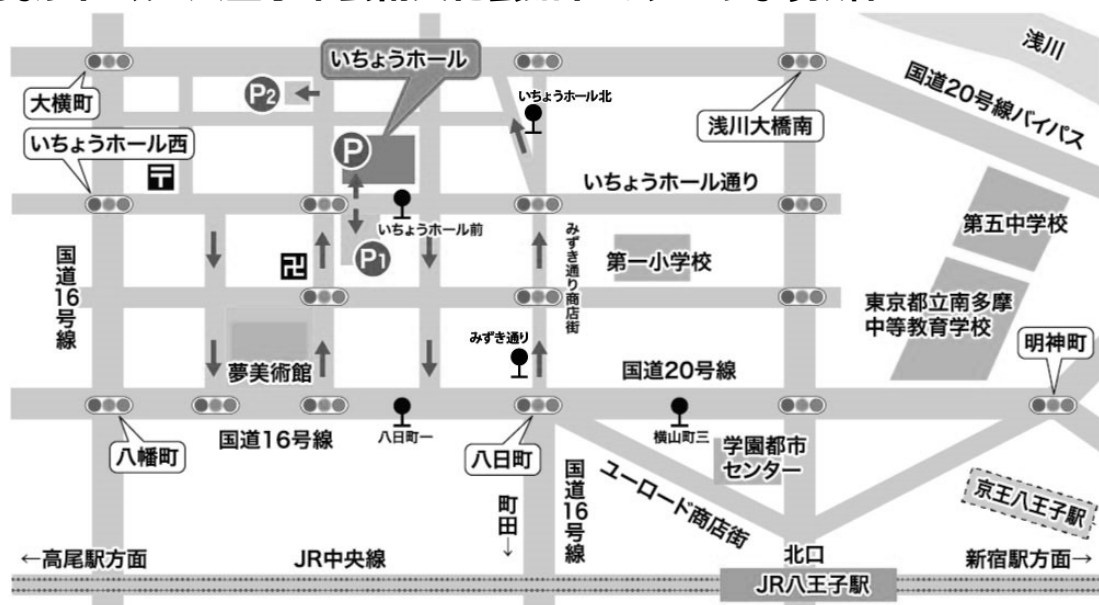 いちょうホール
浅川
大横町
P2
いちょうホール北
国道20号線バイパス
浅川大橋南
いちょうホール西
P
〒
いちょうホール通り
第五中学校
いちょうホール前
みずき通り商店街
国道16号線
卍
P1
第一小学校
東京都立南多摩
中等教育学校
みずき通り
明神町
夢美術館
国道20号線
国道16号線
八日町一
横山町三
八幡町
八日町
学園都市
センター
国道16号線
ユーロード商店街
京王八王子駅
町田→
←高尾駅方面
JR中央線
北口
新宿駅方面→
JR八王子駅